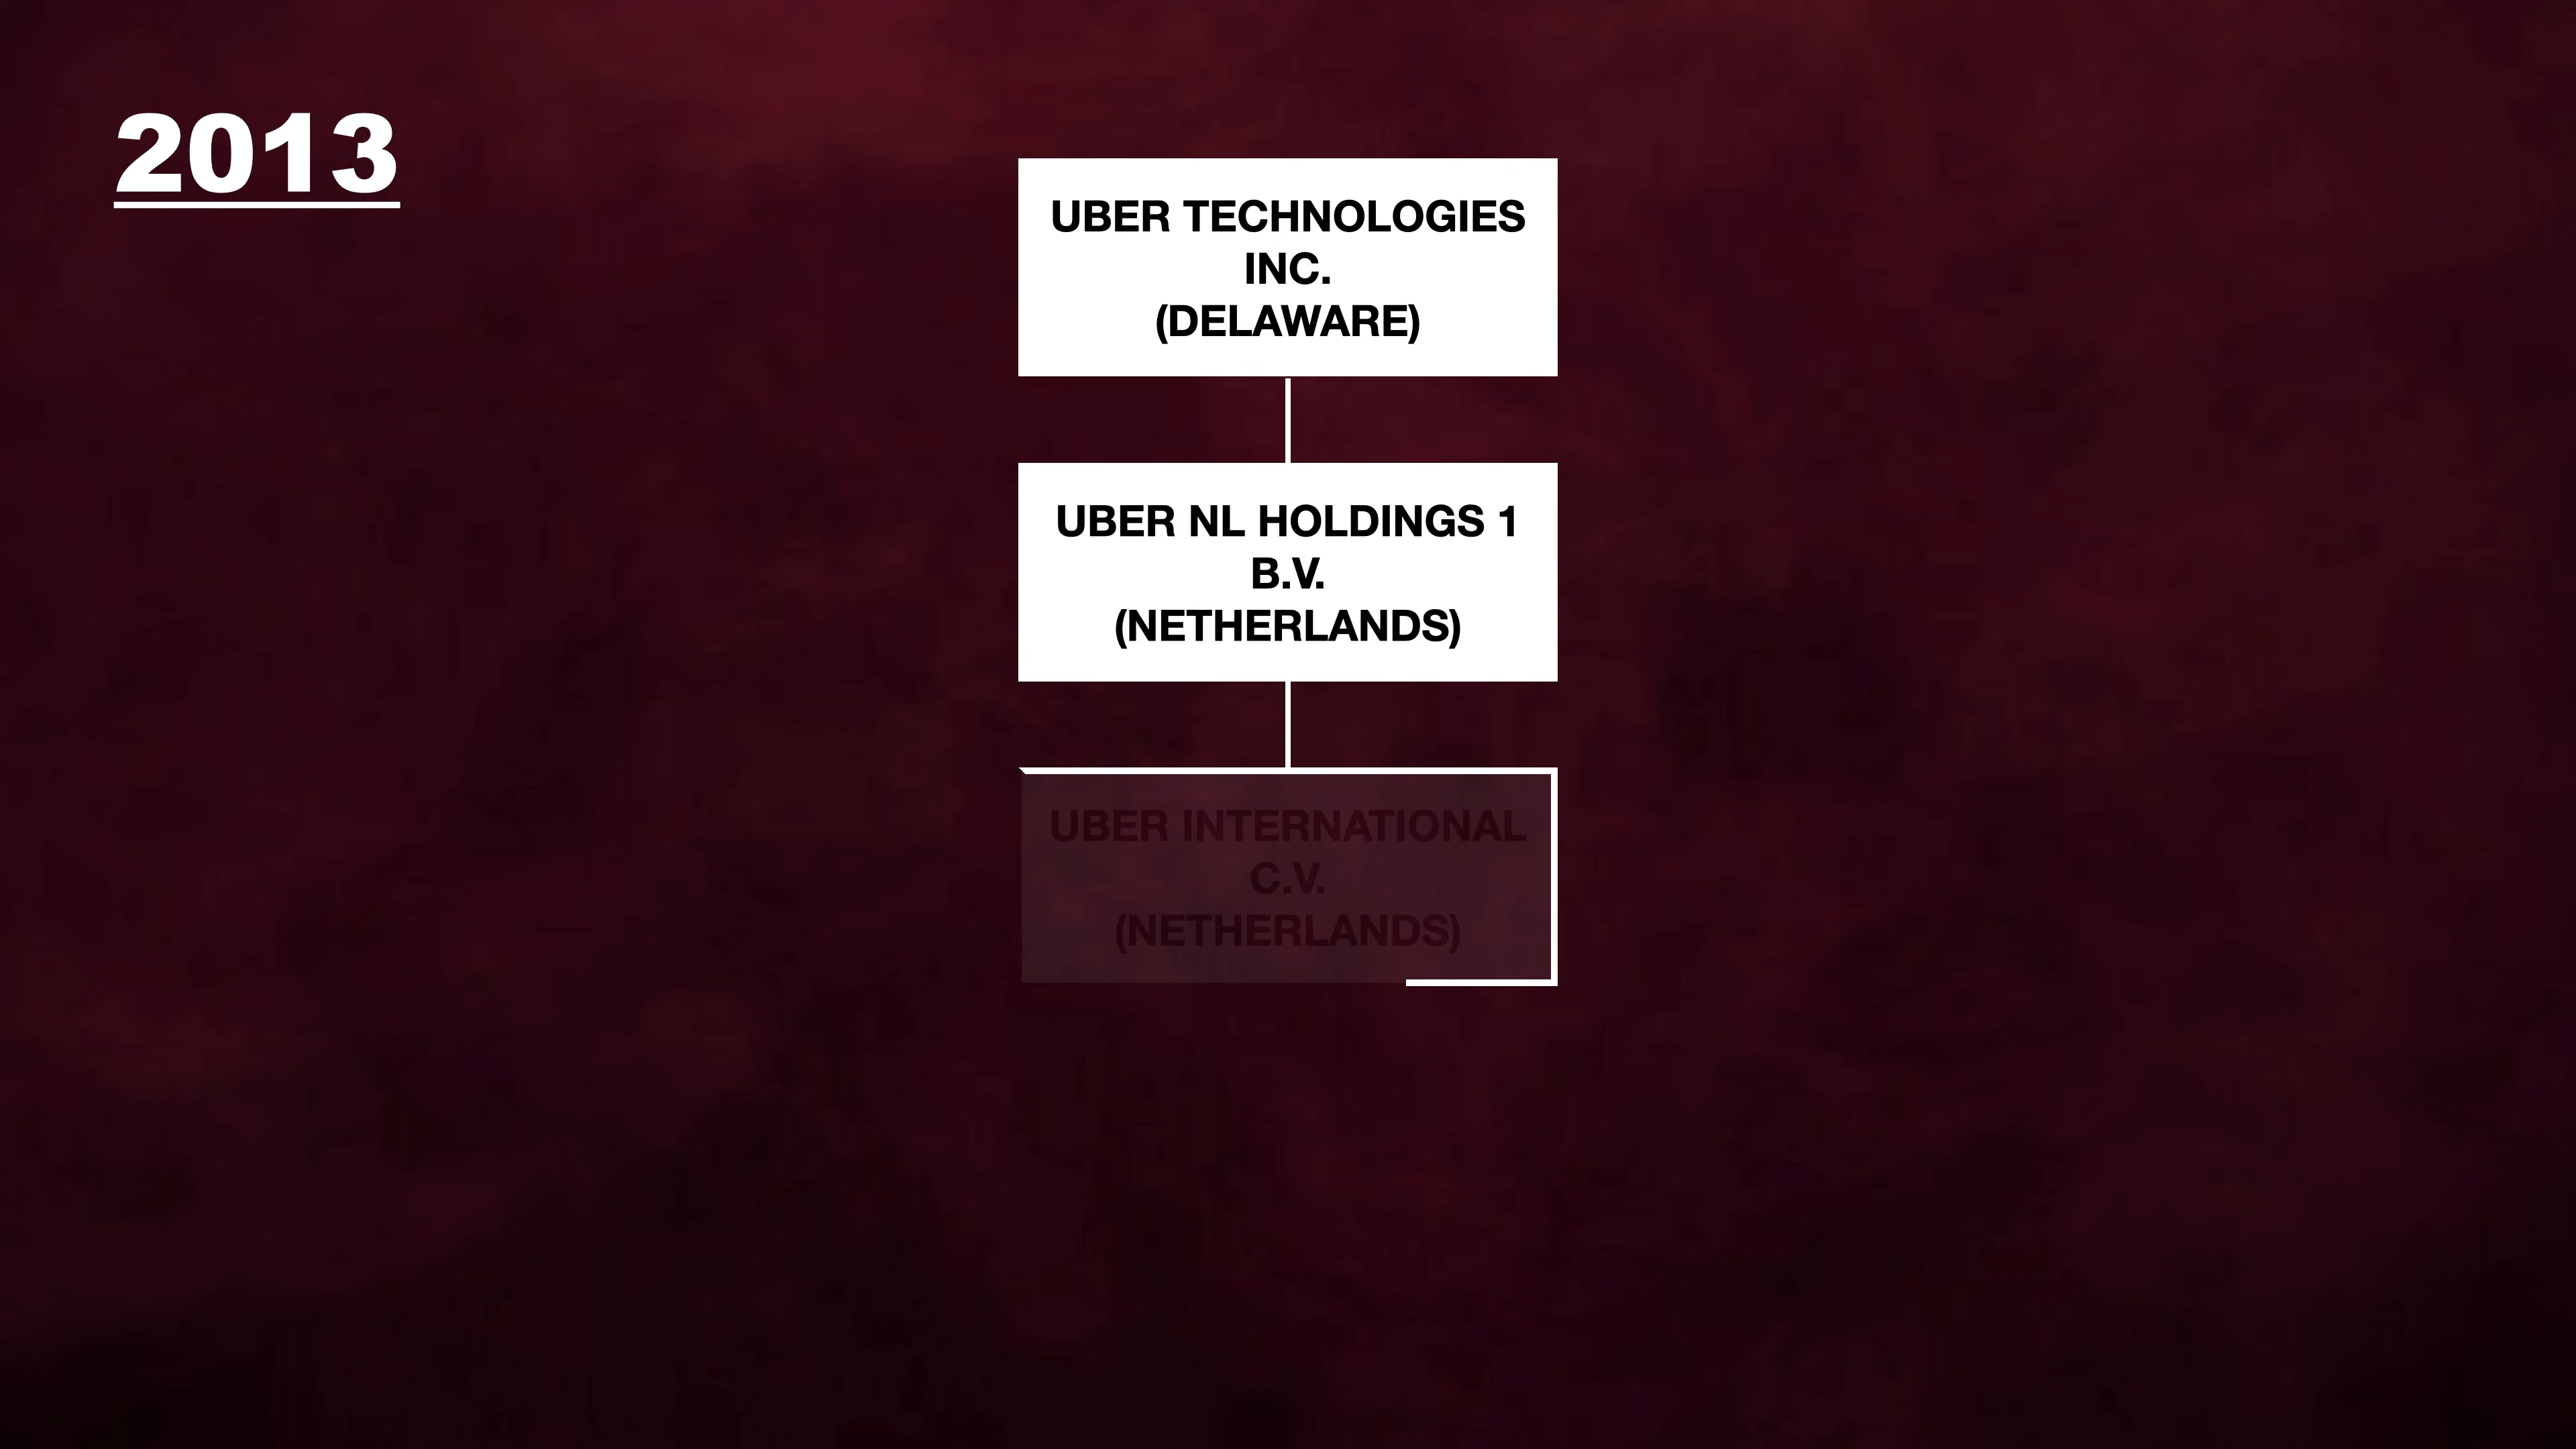 2013
UBER TECHNOLOGIES
INC.
(DELAWARE)
UBER NL HOLDINGS 1
B.V.
(NETHERLANDS)
UBER INTERNATIONAL
C.V.
(NETHERLANDS)